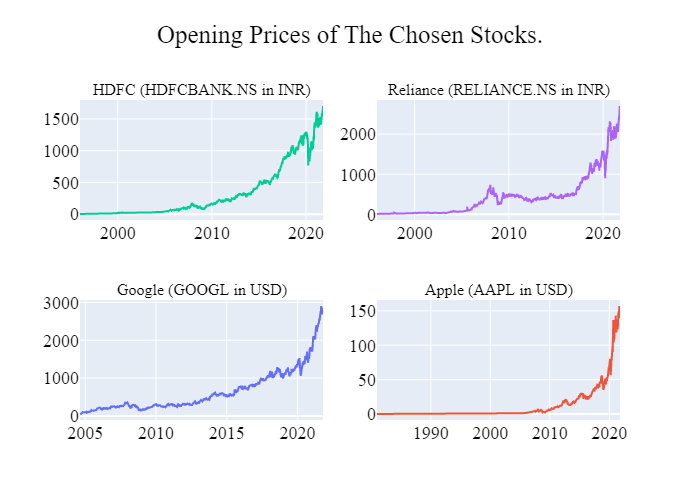 Opening Prices of The Chosen Stocks.
HDFC (HDFCBANK.NS in INR)
1500
1000
500
0
2000 2010 2020
Reliance (RELIANCE.NS in INR)
2000
1000
0
2000 2010 2020
Google (GOOGL in USD)
3000
2000
1000
0
2005 2010 2015 2020
Apple (AAPL in USD)
150
100
50
0
1990 2000 2010 2020